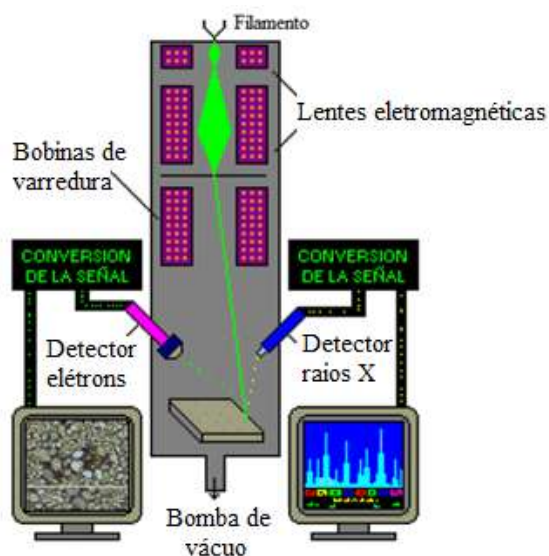 Filamento
Lentes eletromagnéticas
Bobinas de
varredura
CONVERSION
DE LA SEÑAL
CONVERSION
DE LA SEÑAL
Detector
elétrons
Detector
raios X
Bomba de
vácuo